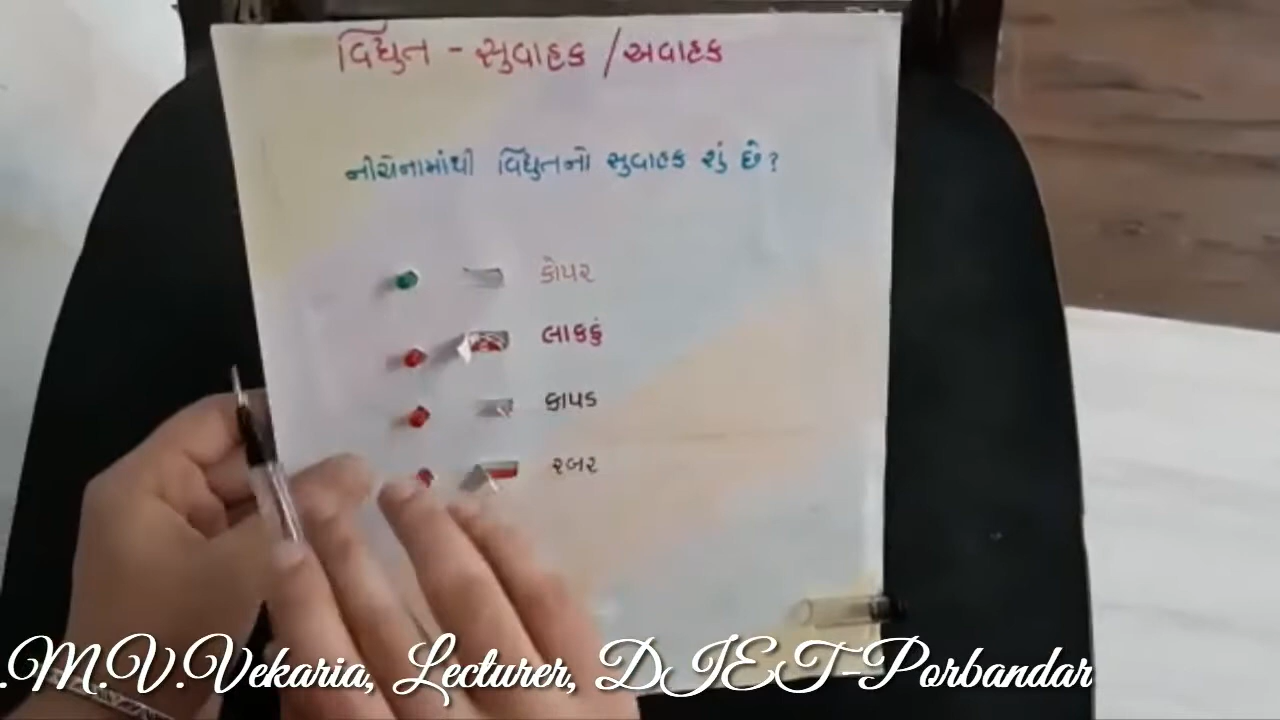 વિદ્યુત - સુવાહક / અવાહક
નીચેનામાંથી વિદ્યુતનો સુવાહક શું છે?
કોપર
લાકડું
કાપડ
રબર
.M.V.Vekaria, Lecturer, DIET-Porbandar